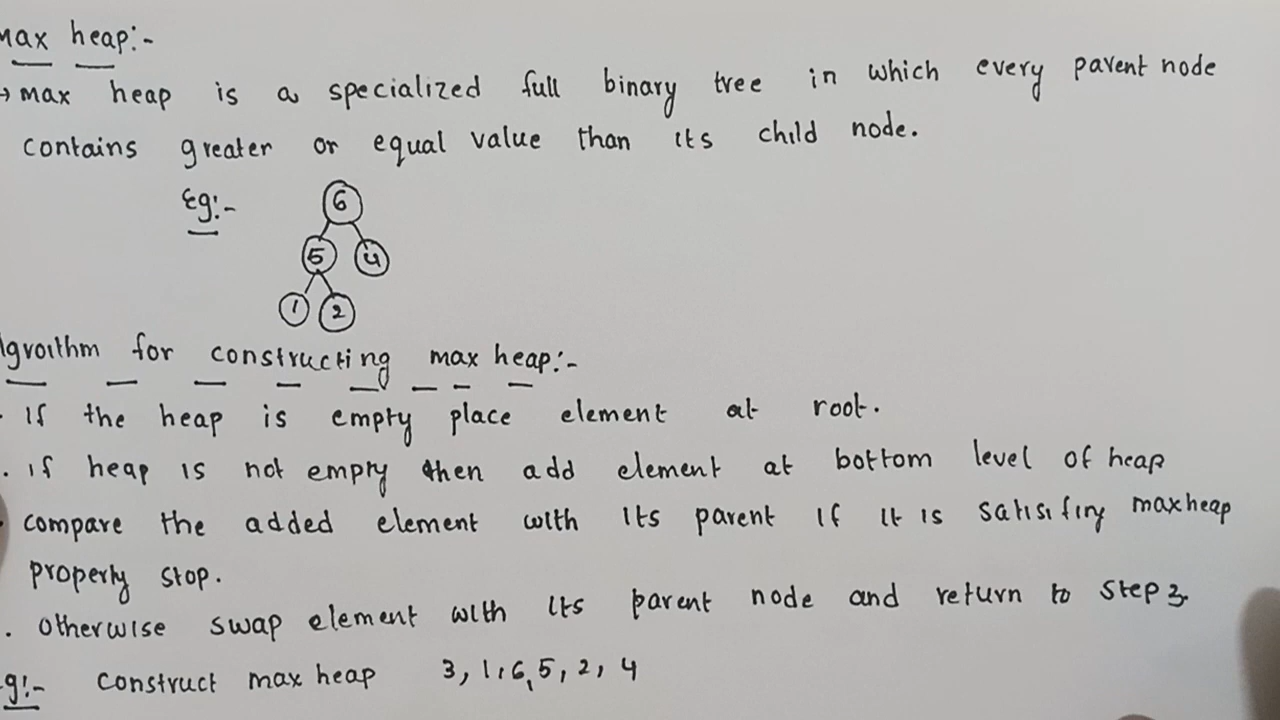 Max heap:-
→ max heap is a specialized full binary tree in which every parent node
contains greater or equal value than its child node.
Eg:-
6
5 4
1 2
lgroithm for constructing max heap:-
. If the heap is empty place element at root.
. if heap is not empty then add element at bottom level of heap
compare the added element with its parent if it is satisifiny maxheap
property stop.
. otherwise swap element with its parent node and return to step 3.
g:- construct max heap 3, 1, 6, 5, 2, 4